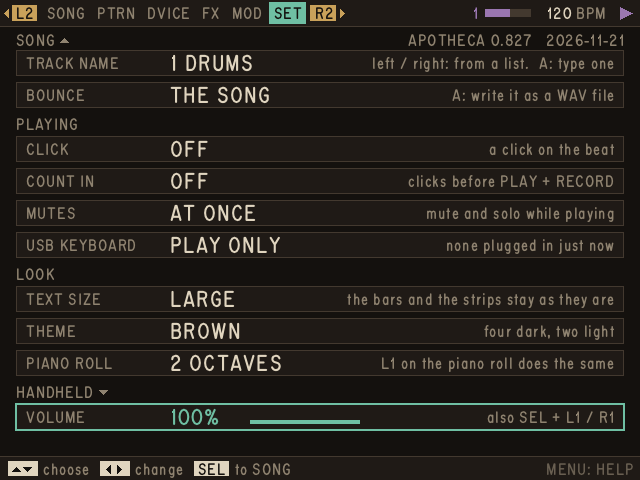 L2 SONG PTRN DVICE FX MOD SET R2 1 120 BPM
SONG APOTHECA 0.827 2026-11-21
TRACK NAME 1 DRUMS left / right: from a list. A: type one
BOUNCE THE SONG A: write it as a WAV file
PLAYING
CLICK OFF a click on the beat
COUNT IN OFF clicks before PLAY + RECORD
MUTES AT ONCE mute and solo while playing
USB KEYBOARD PLAY ONLY none plugged in just now
LOOK
TEXT SIZE LARGE the bars and the strips stay as they are
THEME BROWN four dark, two light
PIANO ROLL 2 OCTAVES L1 on the piano roll does the same
HANDHELD
VOLUME 100% also SEL + L1 / R1
choose change SEL to SONG MENU: HELP